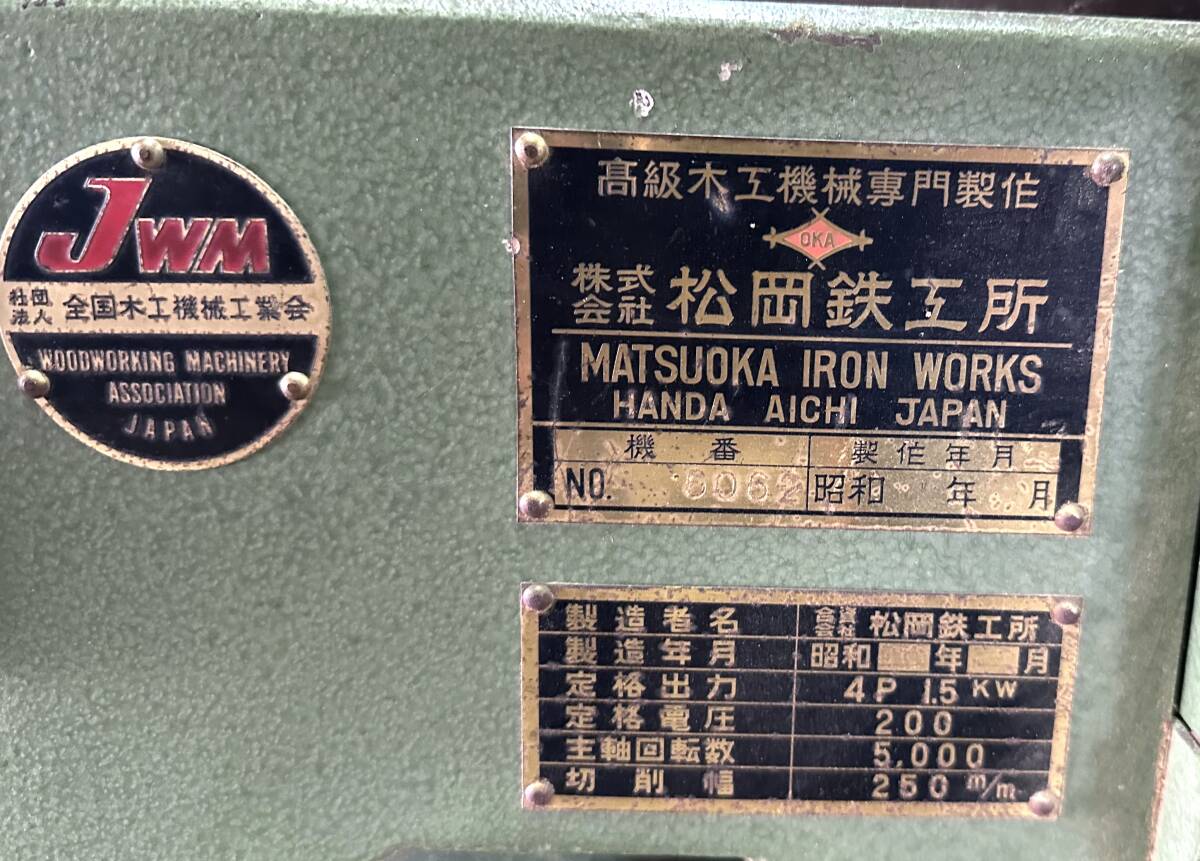 JWM
社団法人 全国木工機械工業会
WOODWORKING MACHINERY
ASSOCIATION
JAPAN
高級木工機械専門製作
OKA
株式会社 松岡鉄工所
MATSUOKA IRON WORKS
HANDA AICHI JAPAN
機番 製作年月
NO. 5062 昭和 年 月
製造者名 合資会社 松岡鉄工所
製造年月 昭和 年 月
定格出力 4P 1.5 KW
定格電圧 200
主軸回転数 5,000
切削幅 250 m/m